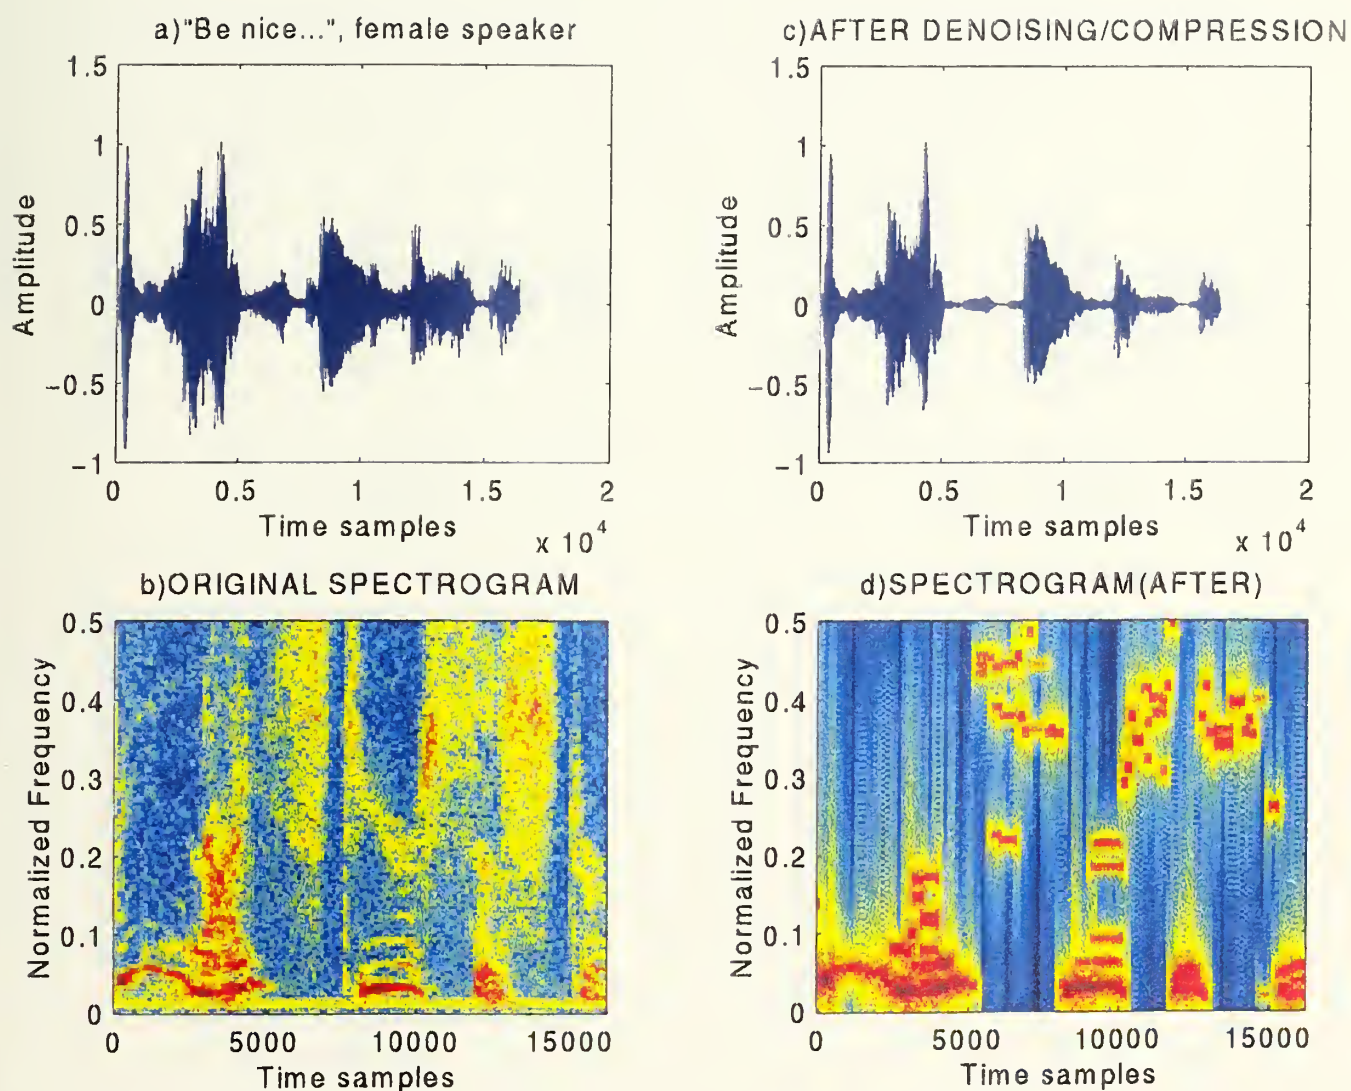 a)"Be nice...", female speaker
1.5
1
0.5
0
−0.5
−1
Amplitude
0 0.5 1 1.5 2
Time samples
x 10^4
c)AFTER DENOISING/COMPRESSION
1.5
1
0.5
0
−0.5
−1
Amplitude
0 0.5 1 1.5 2
Time samples
x 10^4
b)ORIGINAL SPECTROGRAM
0.5
0.4
0.3
0.2
0.1
0
Normalized Frequency
0 5000 10000 15000
Time samples
d)SPECTROGRAM(AFTER)
0.5
0.4
0.3
0.2
0.1
0
Normalized Frequency
0 5000 10000 15000
Time samples